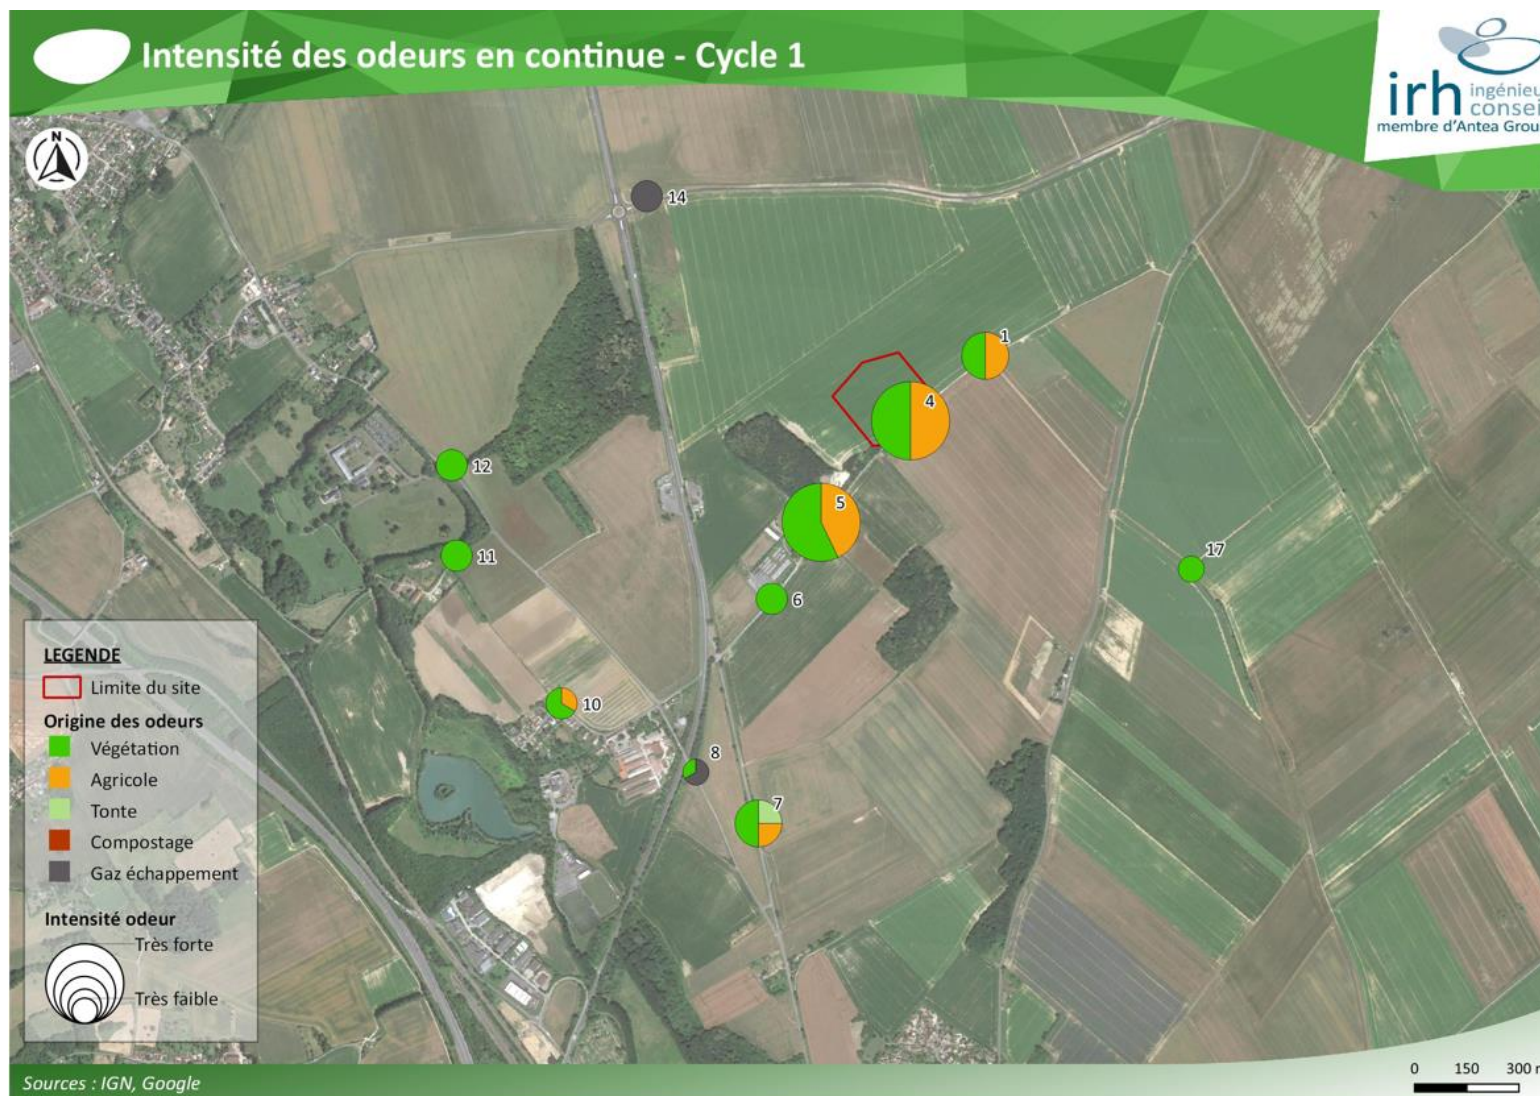 Intensité des odeurs en continue - Cycle 1
irh
membre d'Antea
N
14
1
4
12
5
11
17
6
10
8
7
LEGENDE
Limite du site
Origine des odeurs
Végétation
Agricole
Tonte
Compostage
Gaz échappement
Intensité odeur
Très forte
Très faible
0 150 300
Sources : IGN, Google